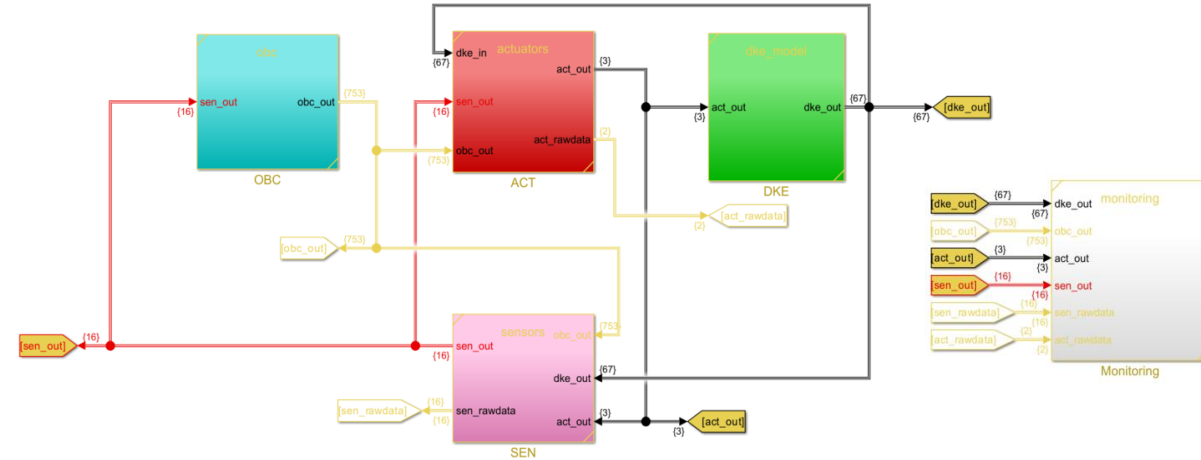 obc
sen_out
{16}
obc_out
{753}
OBC
actuators
dke_in
{67}
sen_out
{16}
obc_out
{753}
act_out
{3}
act_rawdata
{2}
ACT
dke_model
act_out
{3}
dke_out
{67}
DKE
[dke_out]
{67}
[act_rawdata]
{2}
[obc_out]
{753}
[sen_out]
{16}
sensors
obc_out
{753}
sen_out
{16}
dke_out
{67}
sen_rawdata
{16}
{16}
act_out
{3}
SEN
[sen_rawdata]
[act_out]
{3}
monitoring
[dke_out]
{67}
{67}
dke_out
[obc_out]
{753}
{753}
obc_out
[act_out]
{3}
{3}
act_out
[sen_out]
{16}
{16}
sen_out
[sen_rawdata]
{16}
{16}
sen_rawdata
[act_rawdata]
{2}
{2}
act_rawdata
Monitoring